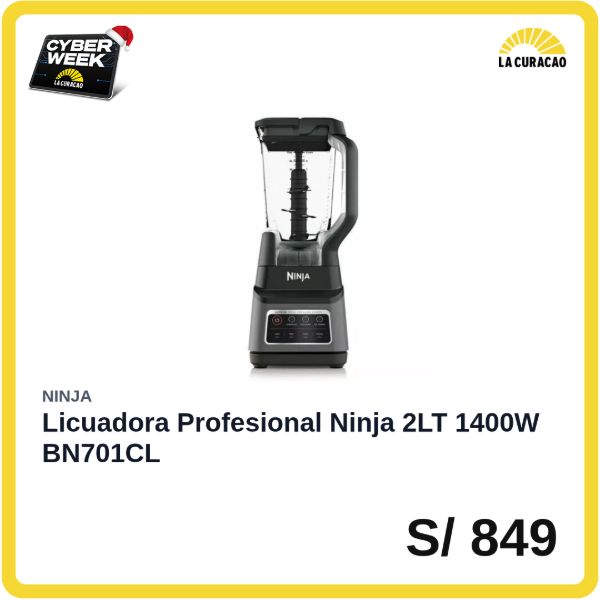 CYBER
WEEK
LA CURACAO
LA CURACAO
NINJA
NINJA
Licuadora Profesional Ninja 2LT 1400W
BN701CL
S/ 849